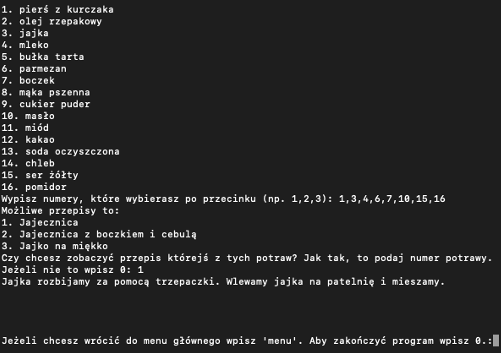 1. pierś z kurczaka
2. olej rzepakowy
3. jajka
4. mleko
5. bułka tarta
6. parmezan
7. boczek
8. mąka pszenna
9. cukier puder
10. masło
11. miód
12. kakao
13. soda oczyszczona
14. chleb
15. ser żółty
16. pomidor
Wypisz numery, które wybierasz po przecinku (np. 1,2,3): 1,3,4,6,7,10,15,16
Możliwe przepisy to:
1. Jajecznica
2. Jajecznica z boczkiem i cebulą
3. Jajko na miękko
Czy chcesz zobaczyć przepis którejś z tych potraw? Jak tak, to podaj numer potrawy.
Jeżeli nie to wpisz 0: 1
Jajka rozbijamy za pomocą trzepaczki. Wlewamy jajka na patelnię i mieszamy.
Jeżeli chcesz wrócić do menu głównego wpisz 'menu'. Aby zakończyć program wpisz 0.: